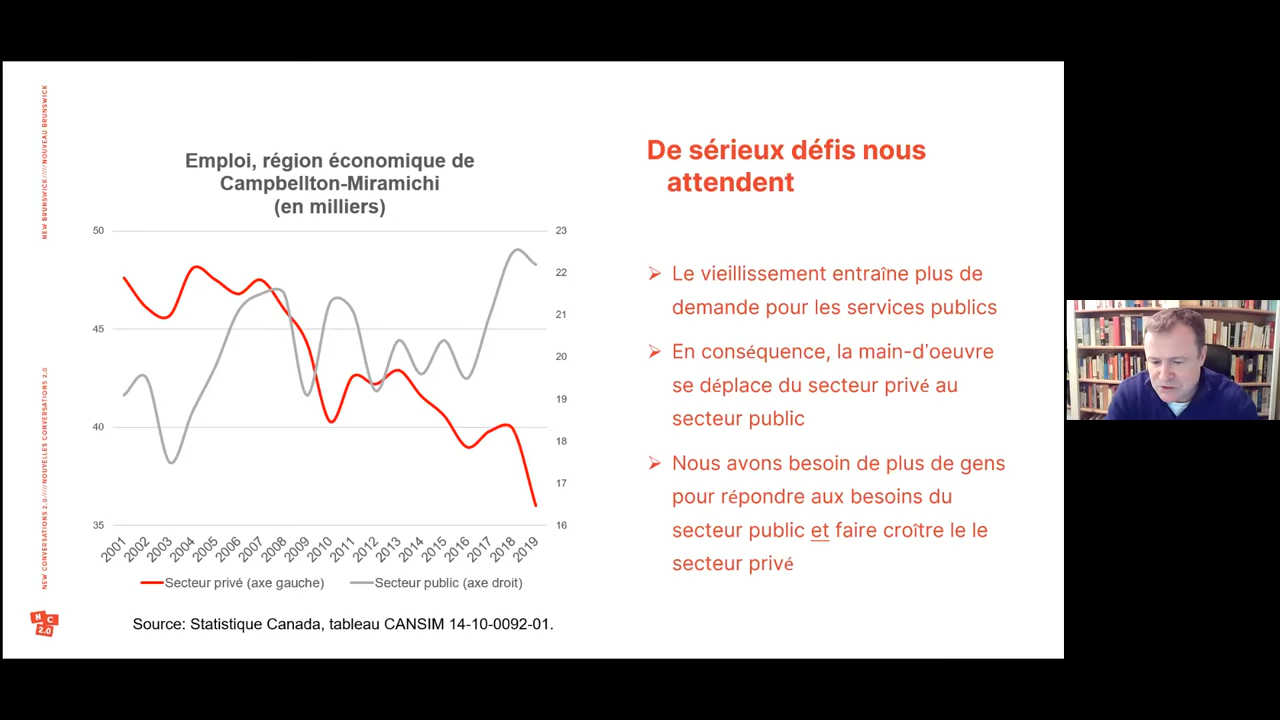 NEW BRUNSWICK////NOUVEAU BRUNSWICK
NEW CONVERSATIONS 2.0////NOUVELLES CONVERSATIONS 2.0
Emploi, région économique de
Campbellton-Miramichi
(en milliers)
50
45
40
35
23
22
21
20
19
18
17
16
2001 2002 2003 2004 2005 2006 2007 2008 2009 2010 2011 2012 2013 2014 2015 2016 2017 2018 2019
Secteur privé (axe gauche) Secteur public (axe droit)
Source: Statistique Canada, tableau CANSIM 14-10-0092-01.
N C
2.0
De sérieux défis nous
attendent
➢ Le vieillissement entraîne plus de
demande pour les services publics
➢ En conséquence, la main-d'oeuvre
se déplace du secteur privé au
secteur public
➢ Nous avons besoin de plus de gens
pour répondre aux besoins du
secteur public et faire croître le le
secteur privé